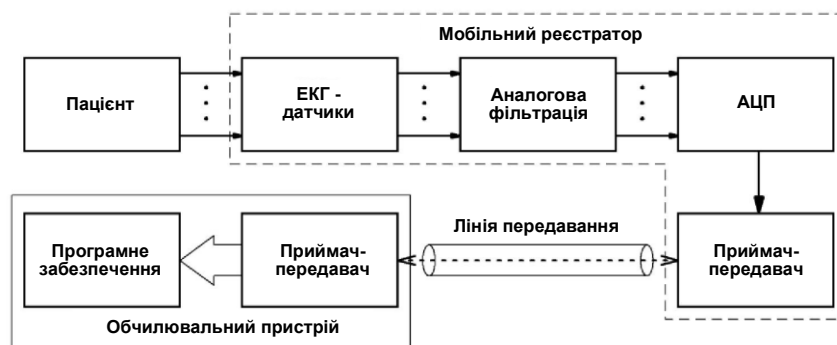 Мобільний реєстратор
Пацієнт
ЕКГ -
датчики
Аналогова
фільтрація
АЦП
Лінія передавання
Програмне
забезпечення
Приймач-
передавач
Приймач-
передавач
Обчилювальний пристрій